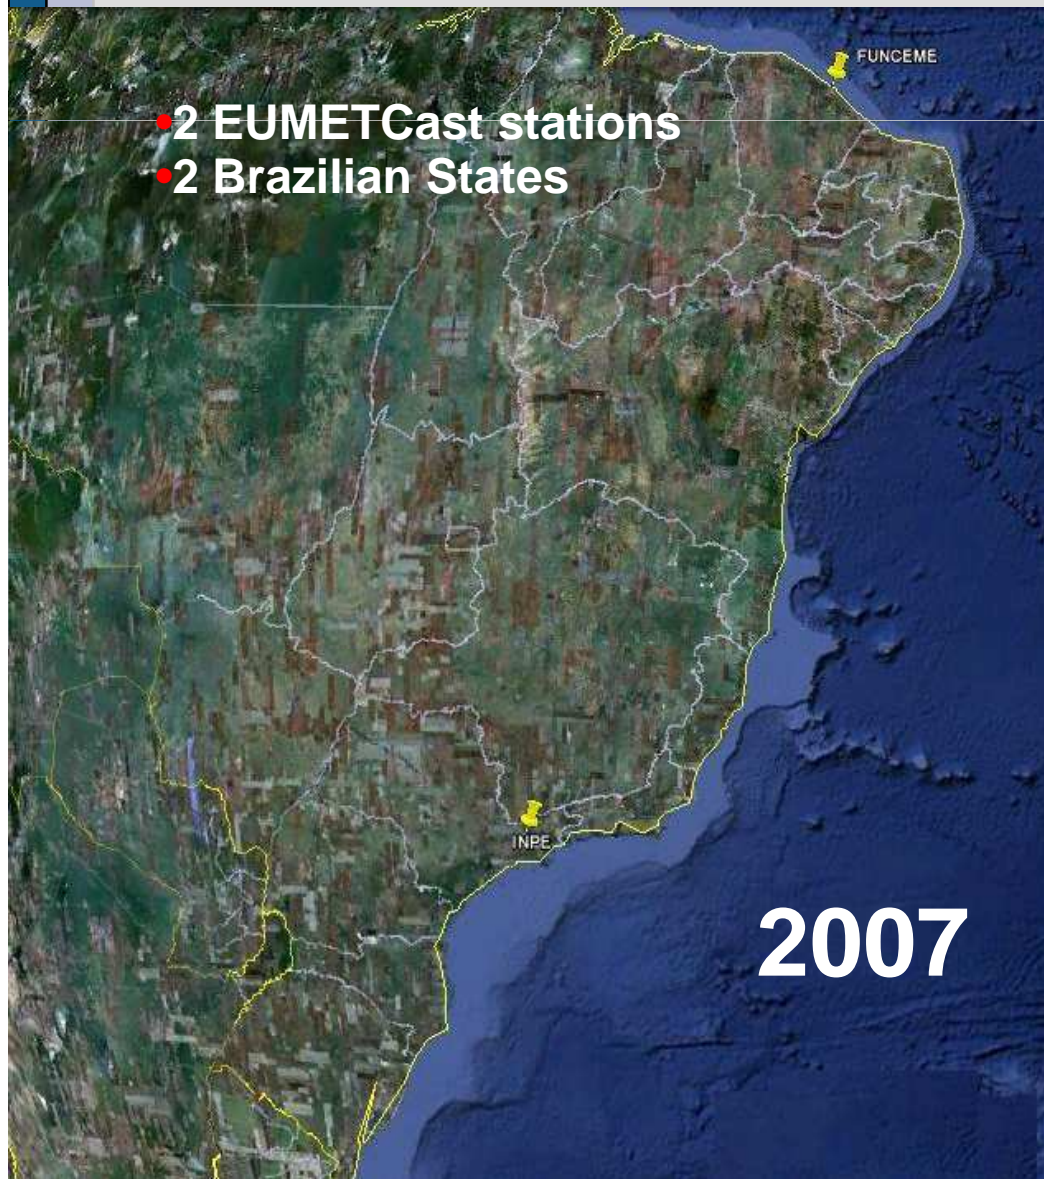 FUNCEME
•2 EUMETCast stations
•2 Brazilian States
INPE
2007